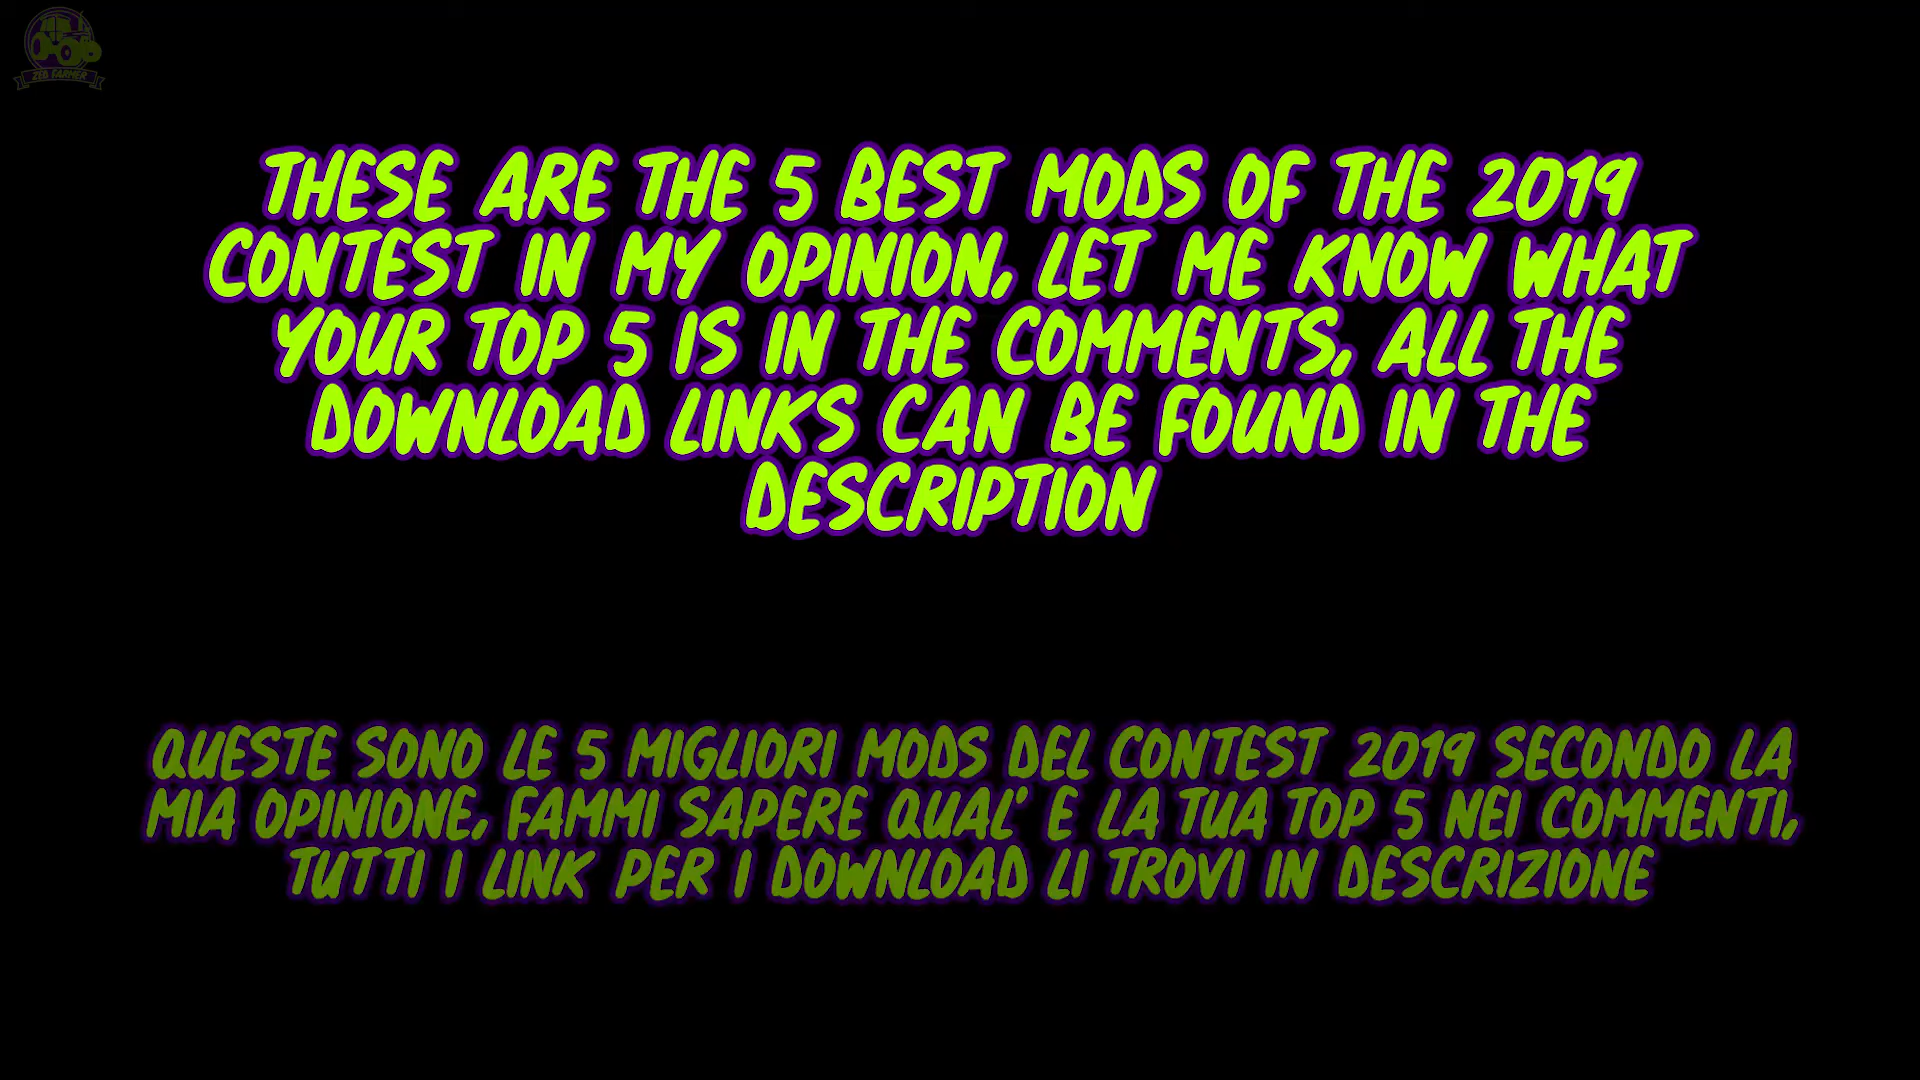 ZED FARMER
THESE ARE THE 5 BEST MODS OF THE 2019
CONTEST IN MY OPINION, LET ME KNOW WHAT
YOUR TOP 5 IS IN THE COMMENTS, ALL THE
DOWNLOAD LINKS CAN BE FOUND IN THE
DESCRIPTION
QUESTE SONO LE 5 MIGLIORI MODS DEL CONTEST 2019 SECONDO LA
MIA OPINIONE, FAMMI SAPERE QUAL' E LA TUA TOP 5 NEI COMMENTI,
TUTTI I LINK PER I DOWNLOAD LI TROVI IN DESCRIZIONE